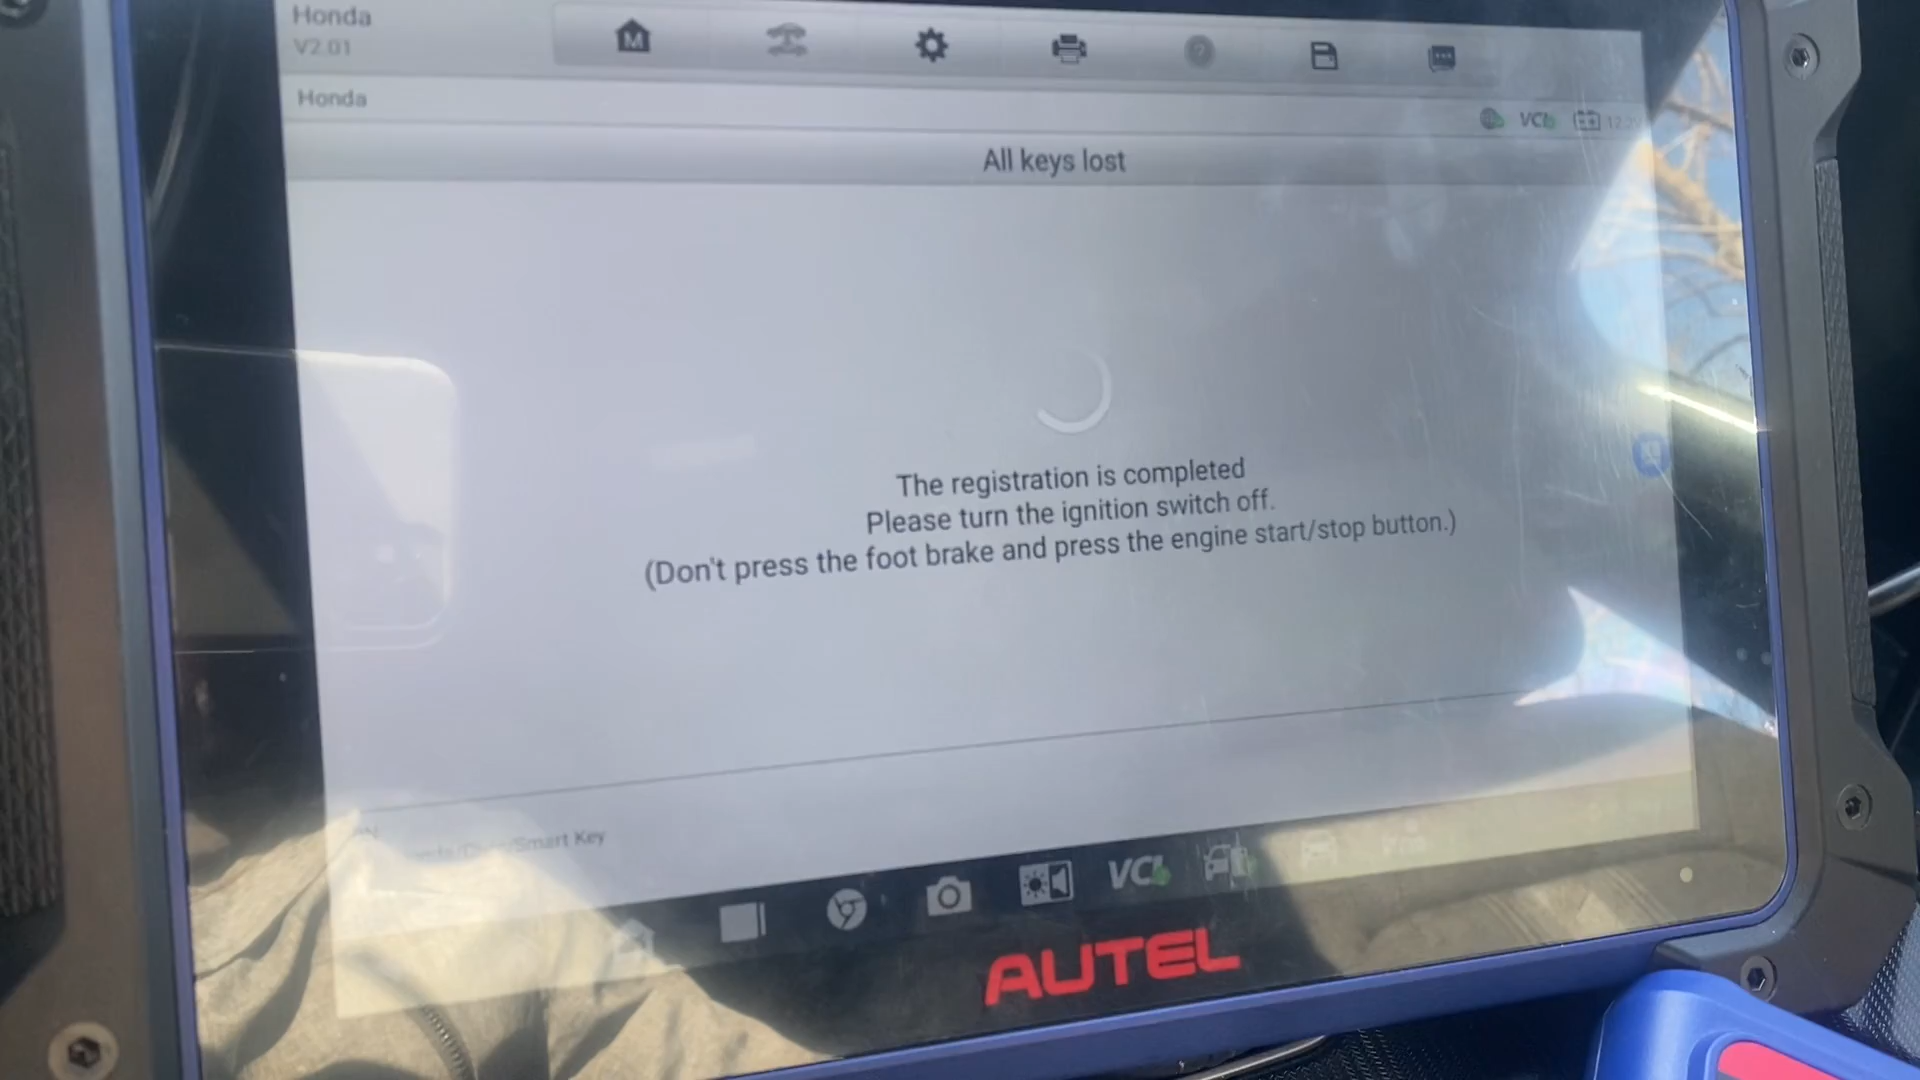 Honda
V2.01
Honda
VCI
All keys lost
The registration is completed
Please turn the ignition switch off.
(Don't press the foot brake and press the engine start/stop button.)
Smart Key
VCI
AUTEL